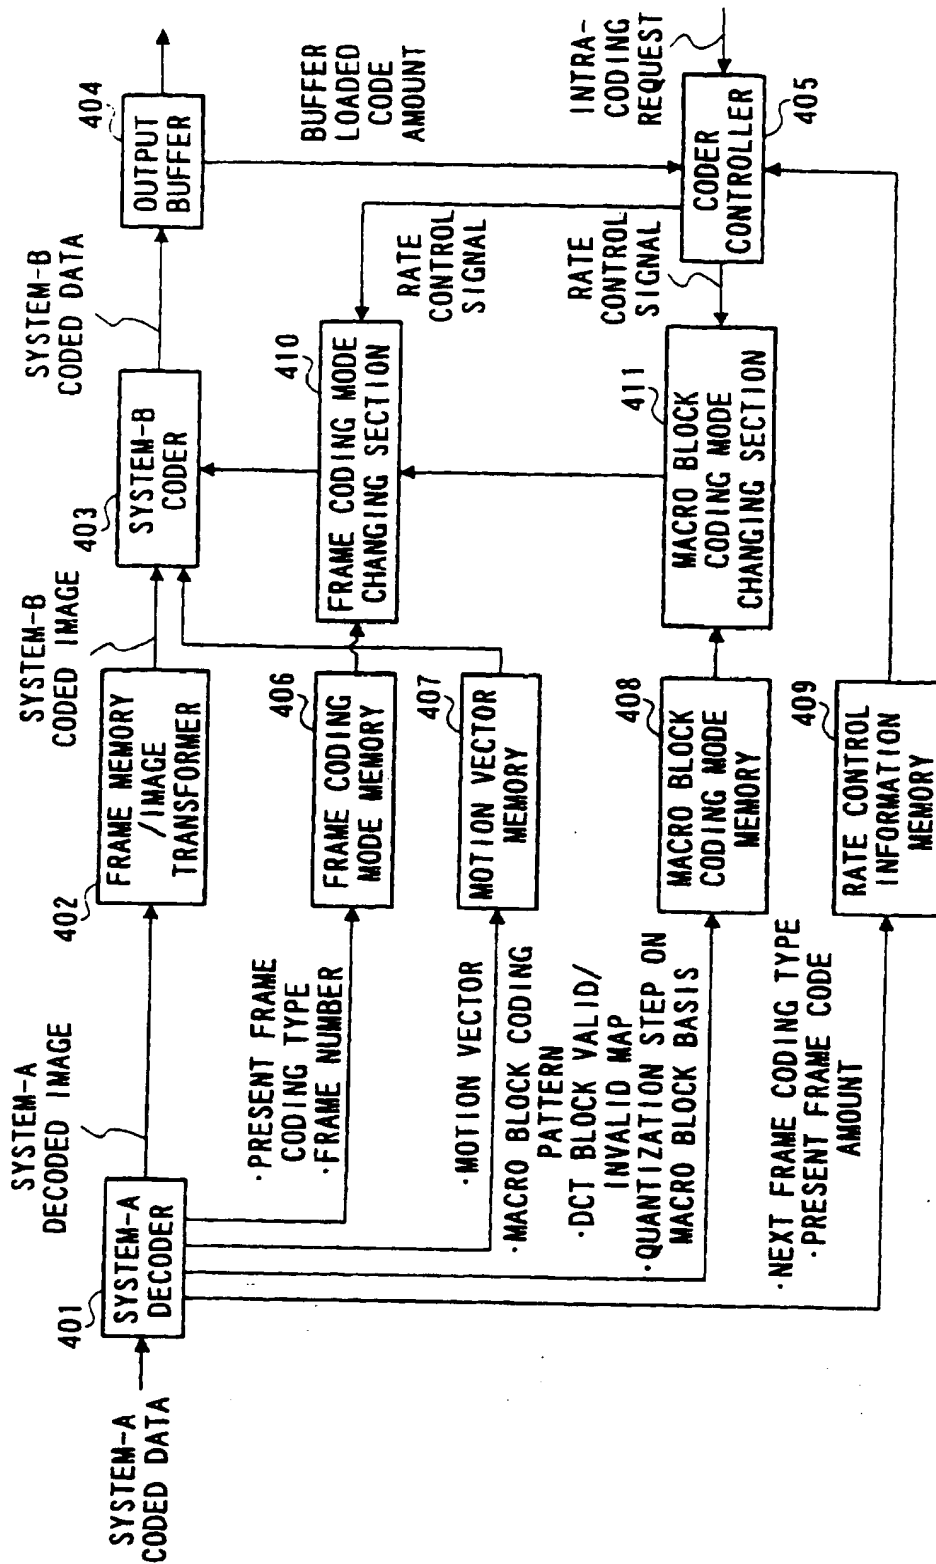 SYSTEM-A
CODED DATA
401
SYSTEM-A
DECODER
SYSTEM-A
DECODED IMAGE
402
FRAME MEMORY
/IMAGE
TRANSFORMER
SYSTEM-B
CODED IMAGE
403
SYSTEM-B
CODER
SYSTEM-B
CODED DATA
404
OUTPUT
BUFFER
·PRESENT FRAME
CODING TYPE
·FRAME NUMBER
406
FRAME CODING
MODE MEMORY
410
FRAME CODING MODE
CHANGING SECTION
RATE
CONTROL
SIGNAL
BUFFER
LOADED
CODE
AMOUNT
·MOTION VECTOR
407
MOTION VECTOR
MEMORY
·MACRO BLOCK CODING
PATTERN
·DCT BLOCK VALID/
INVALID MAP
·QUANTIZATION STEP ON
MACRO BLOCK BASIS
408
MACRO BLOCK
CODING MODE
MEMORY
411
MACRO BLOCK
CODING MODE
CHANGING SECTION
RATE
CONTROL
SIGNAL
CODER
CONTROLLER
405
INTRA-
CODING
REQUEST
·NEXT FRAME CODING TYPE
·PRESENT FRAME CODE
AMOUNT
409
RATE CONTROL
INFORMATION
MEMORY